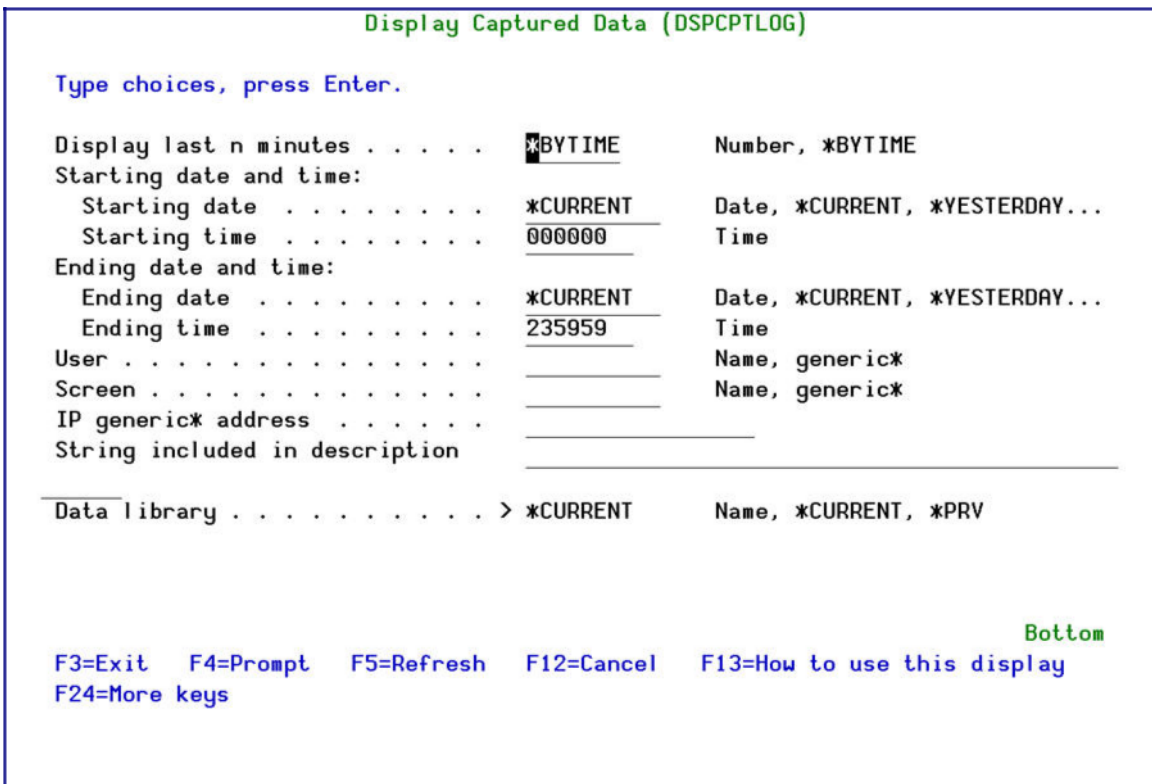 Display Captured Data (DSPCPTLOG)
Type choices, press Enter.
Display last n minutes . . . . . *BYTIME Number, *BYTIME
Starting date and time:
Starting date . . . . . . . . *CURRENT Date, *CURRENT, *YESTERDAY...
Starting time . . . . . . . . 000000 Time
Ending date and time:
Ending date . . . . . . . . . *CURRENT Date, *CURRENT, *YESTERDAY...
Ending time . . . . . . . . . 235959 Time
User . . . . . . . . . . . . . . Name, generic*
Screen . . . . . . . . . . . . . Name, generic*
IP generic* address . . . . . .
String included in description
Data library . . . . . . . . . . > *CURRENT Name, *CURRENT, *PRV
Bottom
F3=Exit F4=Prompt F5=Refresh F12=Cancel F13=How to use this display
F24=More keys